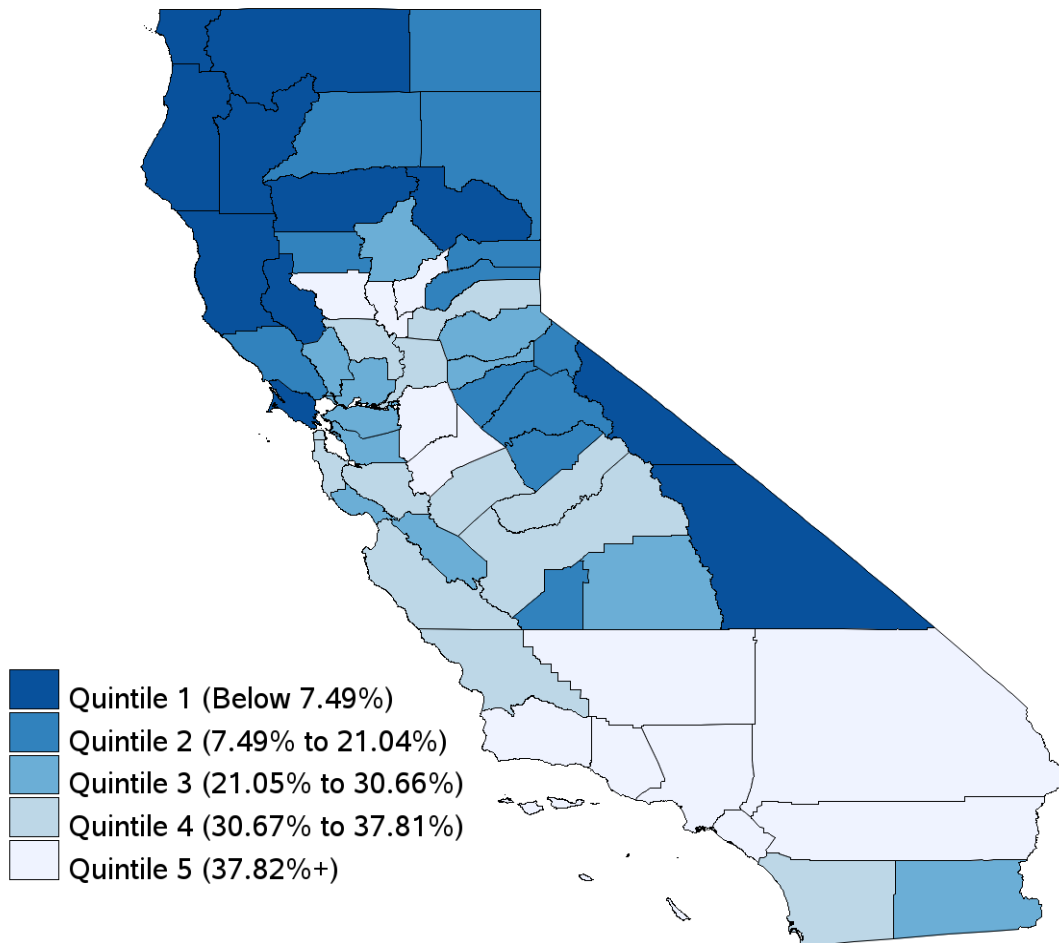 Quintile 1 (Below 7.49%)
Quintile 2 (7.49% to 21.04%)
Quintile 3 (21.05% to 30.66%)
Quintile 4 (30.67% to 37.81%)
Quintile 5 (37.82%+)